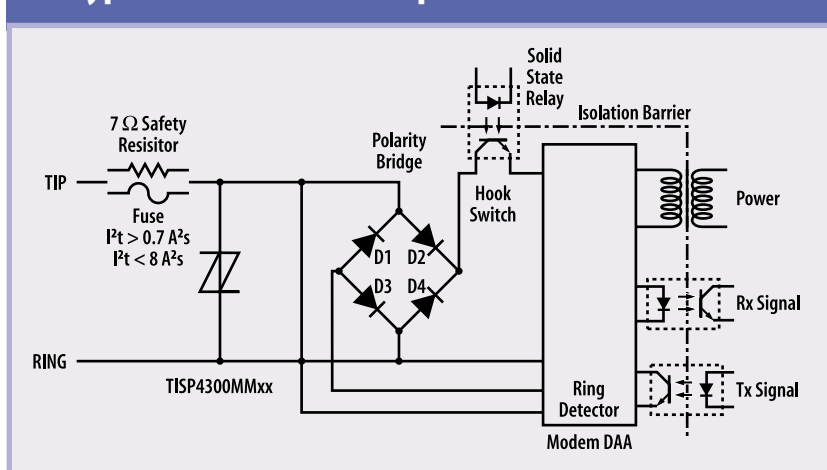 Solid
State
Relay
Isolation Barrier
7 Ω Safety
Resisitor
Polarity
Bridge
TIP
Hook
Switch
Power
Fuse
I²t > 0.7 A²s
I²t < 8 A²s
D1 D2
D3 D4
Rx Signal
RING
TISP4300MMxx
Ring
Detector
Tx Signal
Modem DAA